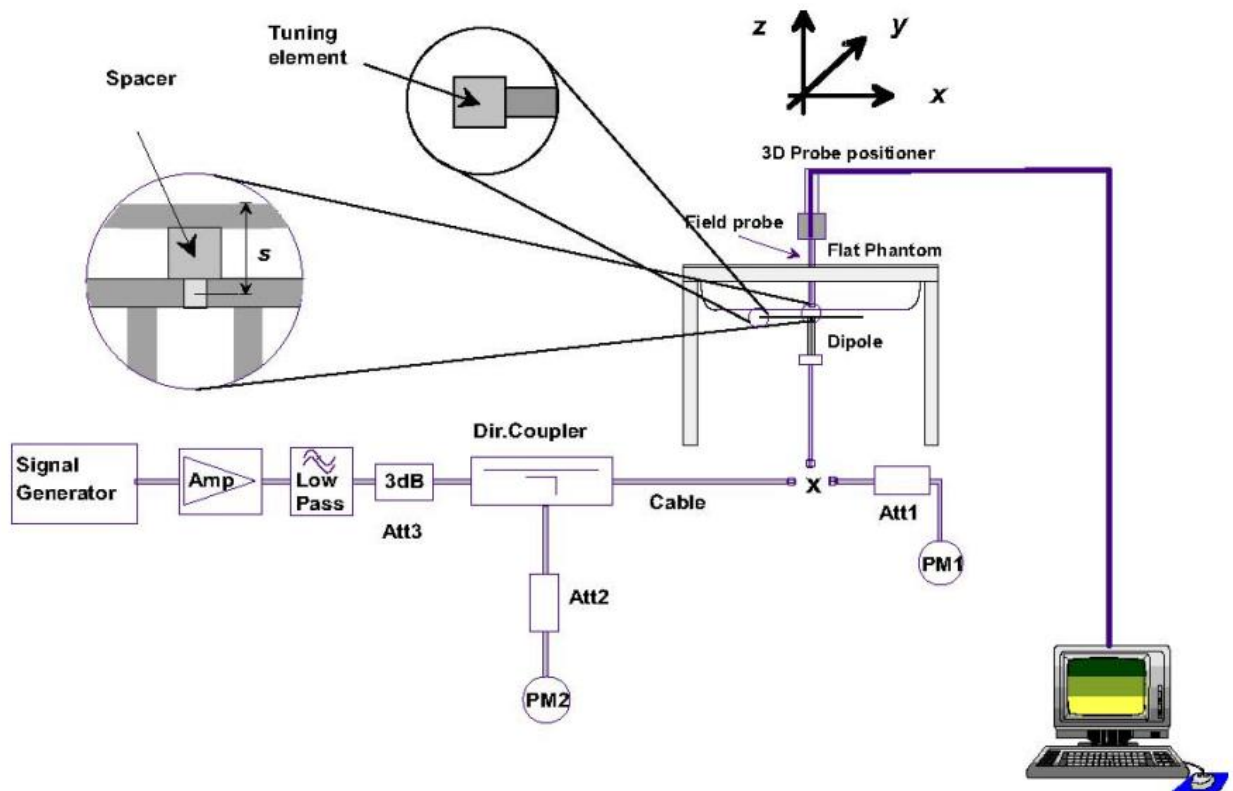 Tuning
element
Spacer
z
y
x
3D Probe positioner
s
Field probe
Flat Phantom
Dipole
Dir.Coupler
Signal
Generator
Amp
Low
Pass
3dB
Att3
Cable
x
Att1
PM1
Att2
PM2